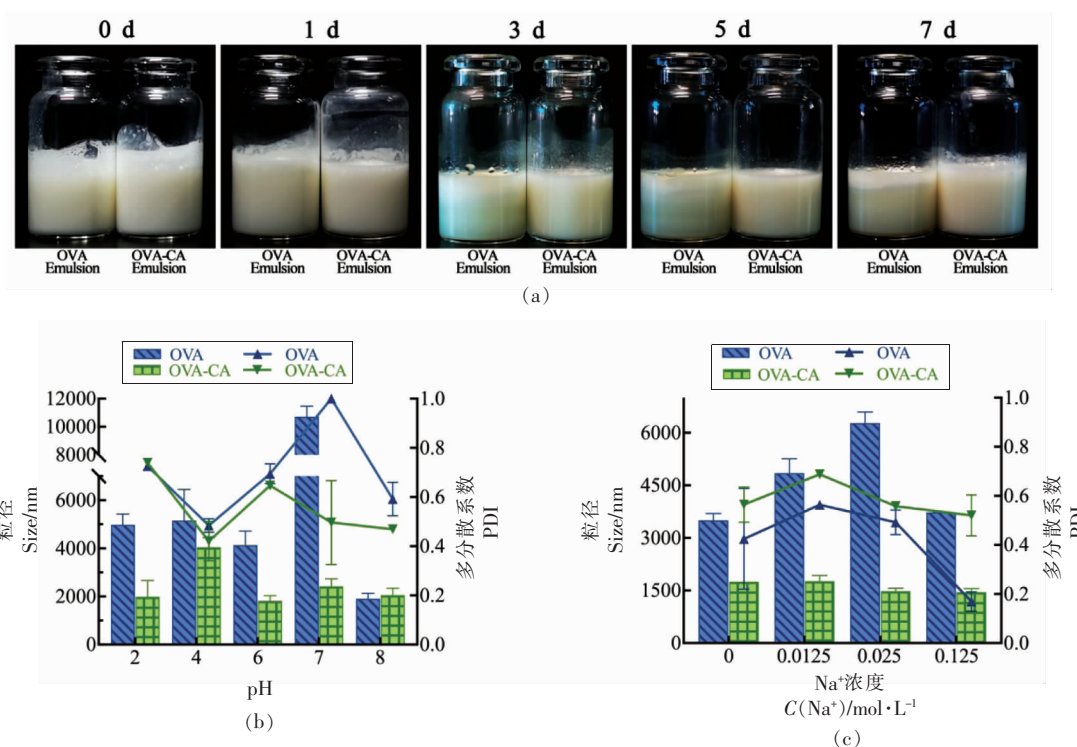 0 d 1 d 3 d 5 d 7 d
OVA OVA-CA OVA OVA-CA OVA OVA-CA OVA OVA-CA OVA OVA-CA
Emulsion Emulsion Emulsion Emulsion Emulsion Emulsion Emulsion Emulsion Emulsion Emulsion
(a)
OVA OVA
OVA-CA OVA-CA
12000
10000
8000
6000
4000
2000
0
粒径
Size/nm
1.0
0.8
0.6
0.4
0.2
0.0
多分散系数
PDI
2 4 6 7 8
pH
(b)
OVA OVA
OVA-CA OVA-CA
6000
4500
3000
1500
0
粒径
Size/nm
1.0
0.8
0.6
0.4
0.2
0.0
多分散系数
PDI
0 0.0125 0.025 0.125
Na⁺浓度
C(Na⁺)/mol·L⁻¹
(c)